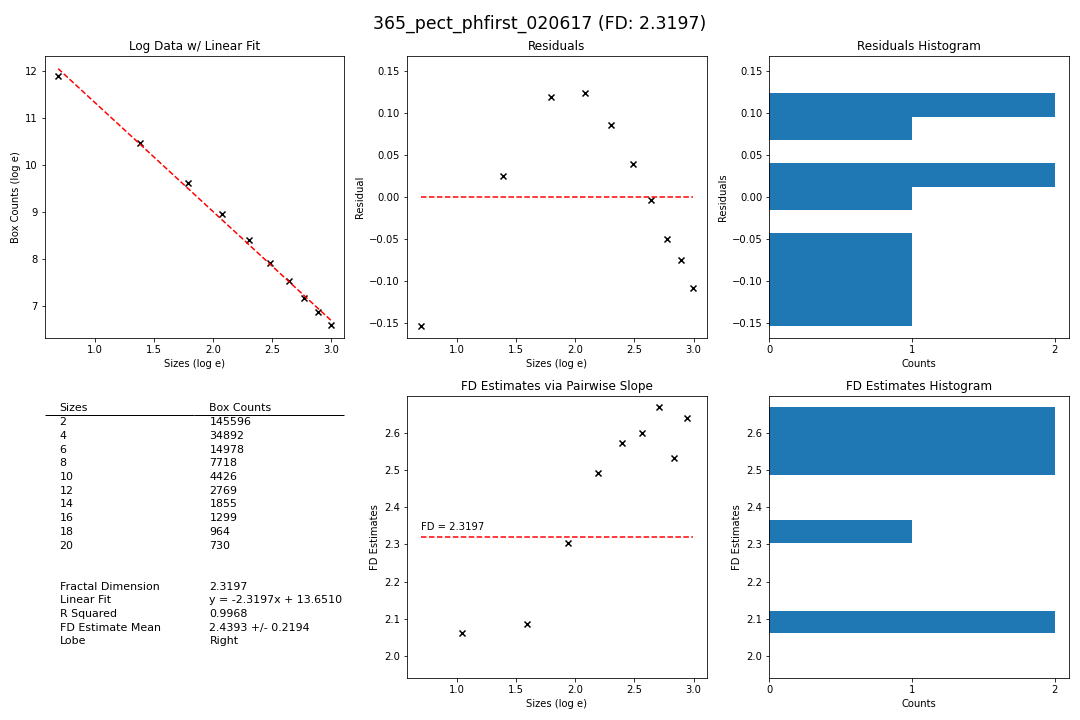 365_pect_phfirst_020617 (FD: 2.3197)
Log Data w/ Linear Fit
12
11
10
9
8
7
Box Counts (log e)
1.0 1.5 2.0 2.5 3.0
Sizes (log e)
Residuals
0.15
0.10
0.05
0.00
−0.05
−0.10
−0.15
Residual
1.0 1.5 2.0 2.5 3.0
Sizes (log e)
Residuals Histogram
0.15
0.10
0.05
0.00
−0.05
−0.10
−0.15
Residuals
0 1 2
Counts
Sizes Box Counts
2 145596
4 34892
6 14978
8 7718
10 4426
12 2769
14 1855
16 1299
18 964
20 730
Fractal Dimension 2.3197
Linear Fit y = -2.3197x + 13.6510
R Squared 0.9968
FD Estimate Mean 2.4393 +/- 0.2194
Lobe Right
FD Estimates via Pairwise Slope
2.6
2.5
2.4
2.3
2.2
2.1
2.0
FD Estimates
FD = 2.3197
1.0 1.5 2.0 2.5 3.0
Sizes (log e)
FD Estimates Histogram
2.6
2.5
2.4
2.3
2.2
2.1
2.0
FD Estimates
0 1 2
Counts